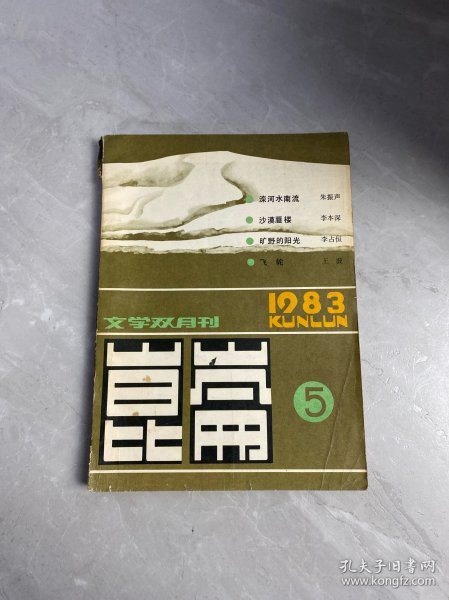 滦河水南流 朱振声
沙漠蜃楼 李本深
旷野的阳光 李占恒
飞舵 王波
文学双月刊
1983
KUNLUN
昆仑
5
孔夫子旧书网
www.kongfz.com